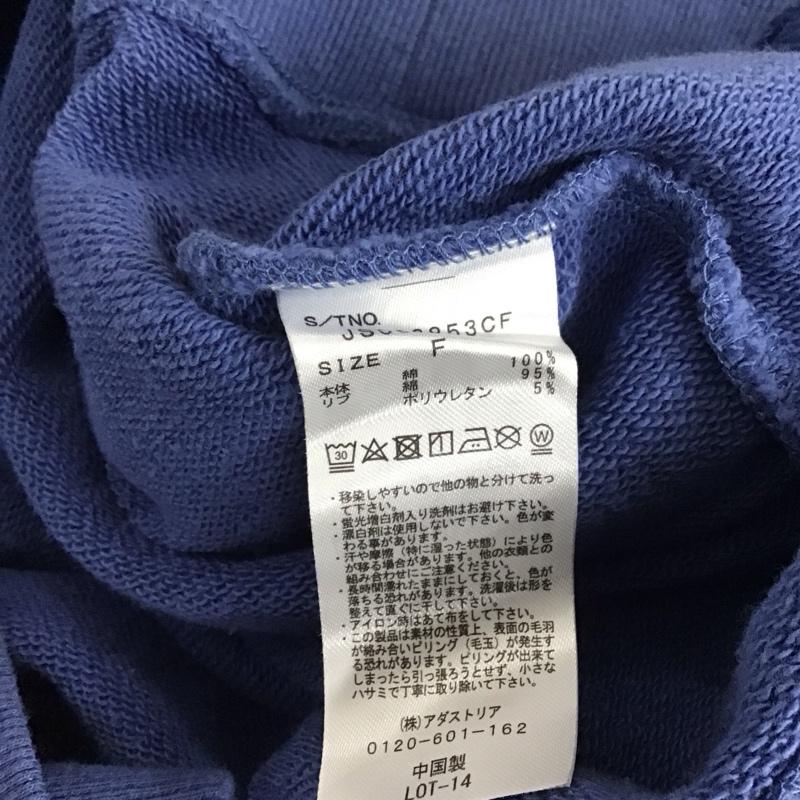 S/TNO.
SIZE F
本体 綿 100%
リブ 綿 95%
ポリウレタン 5%
30
W
・移染しやすいので他の物と分けて洗っ
て下さい。
・蛍光増白剤入り洗剤はお避け下さい。
・漂白剤は使用しないで下さい。色が変
わる事があります。
・汗や摩擦（特に湿った状態）により色
が移る場合があります。他の衣類との
組み合わせにご注意ください。
・長時間濡れたままにしておくと、色が
落ちる恐れがあります。洗濯後は形を
整えて直ぐに干して下さい。
・アイロン時はあて布をして下さい。
・この製品は素材の性質上、表面の毛羽
が絡み合いピリング（毛玉）が発生す
る恐れがあります。ピリングが出来て
しまったら引っ張ろうとせず、小さな
ハサミで丁寧に取り除いて下さい。
(株)アダストリア
0120-601-162
中国製
LOT-14